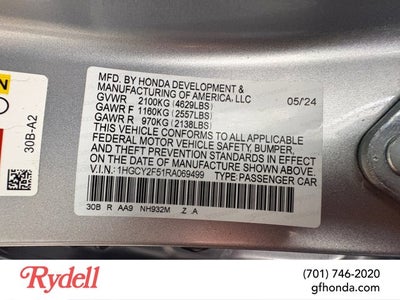 MFD. BY HONDA DEVELOPMENT &
MANUFACTURING OF AMERICA, LLC
GVWR 2100KG (4629LBS) 05/24
GAWR F 1160KG (2557LBS)
GAWR R 970KG (2138LBS)
THIS VEHICLE CONFORMS TO ALL APPLICABLE
FEDERAL MOTOR VEHICLE SAFETY, BUMPER,
AND THEFT PREVENTION STANDARDS IN EFFECT
ON THE DATE OF MANUFACTURE SHOWN ABOVE.
V.I.N.: 1HGCY2F51RA069499 TYPE:PASSENGER CAR
30B R AA9 NH932M Z A
30B-A2
Rydell
(701) 746-2020
gfhonda.com